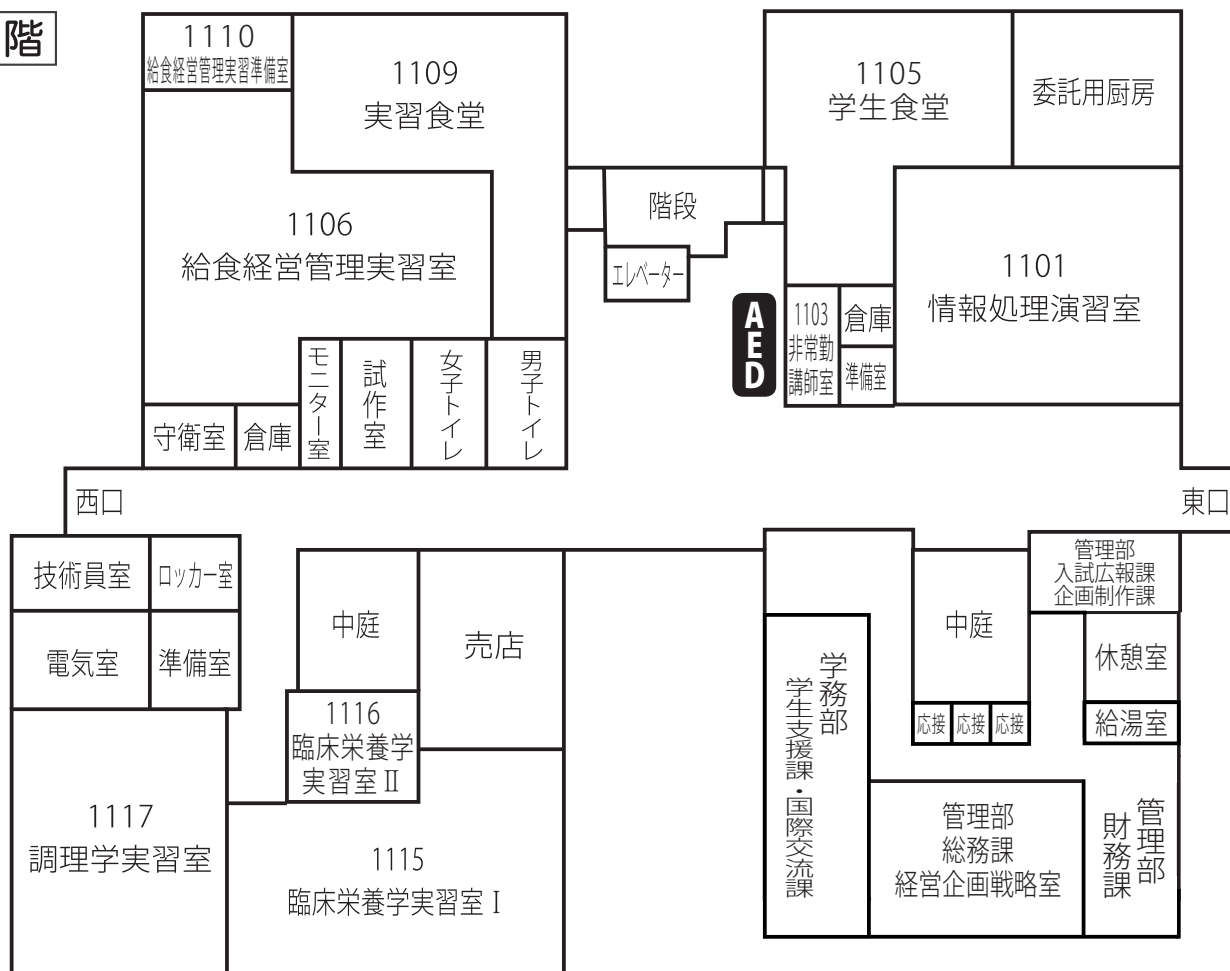 階
1110
給食経営管理実習準備室
1109
実習食堂
1105
学生食堂
委託用厨房
1106
給食経営管理実習室
階段
エレベーター
AED
1103
非常勤
講師室
倉庫
準備室
1101
情報処理演習室
守衛室
倉庫
モニター室
試作室
女子トイレ
男子トイレ
西口
東口
技術員室
ロッカー室
電気室
準備室
中庭
売店
1116
臨床栄養学
実習室Ⅱ
1117
調理学実習室
1115
臨床栄養学実習室Ⅰ
学務部
学生支援課・国際交流課
中庭
応接
応接
応接
管理部
入試広報課
企画制作課
休憩室
給湯室
管理部
総務課
経営企画戦略室
管理部
財務課